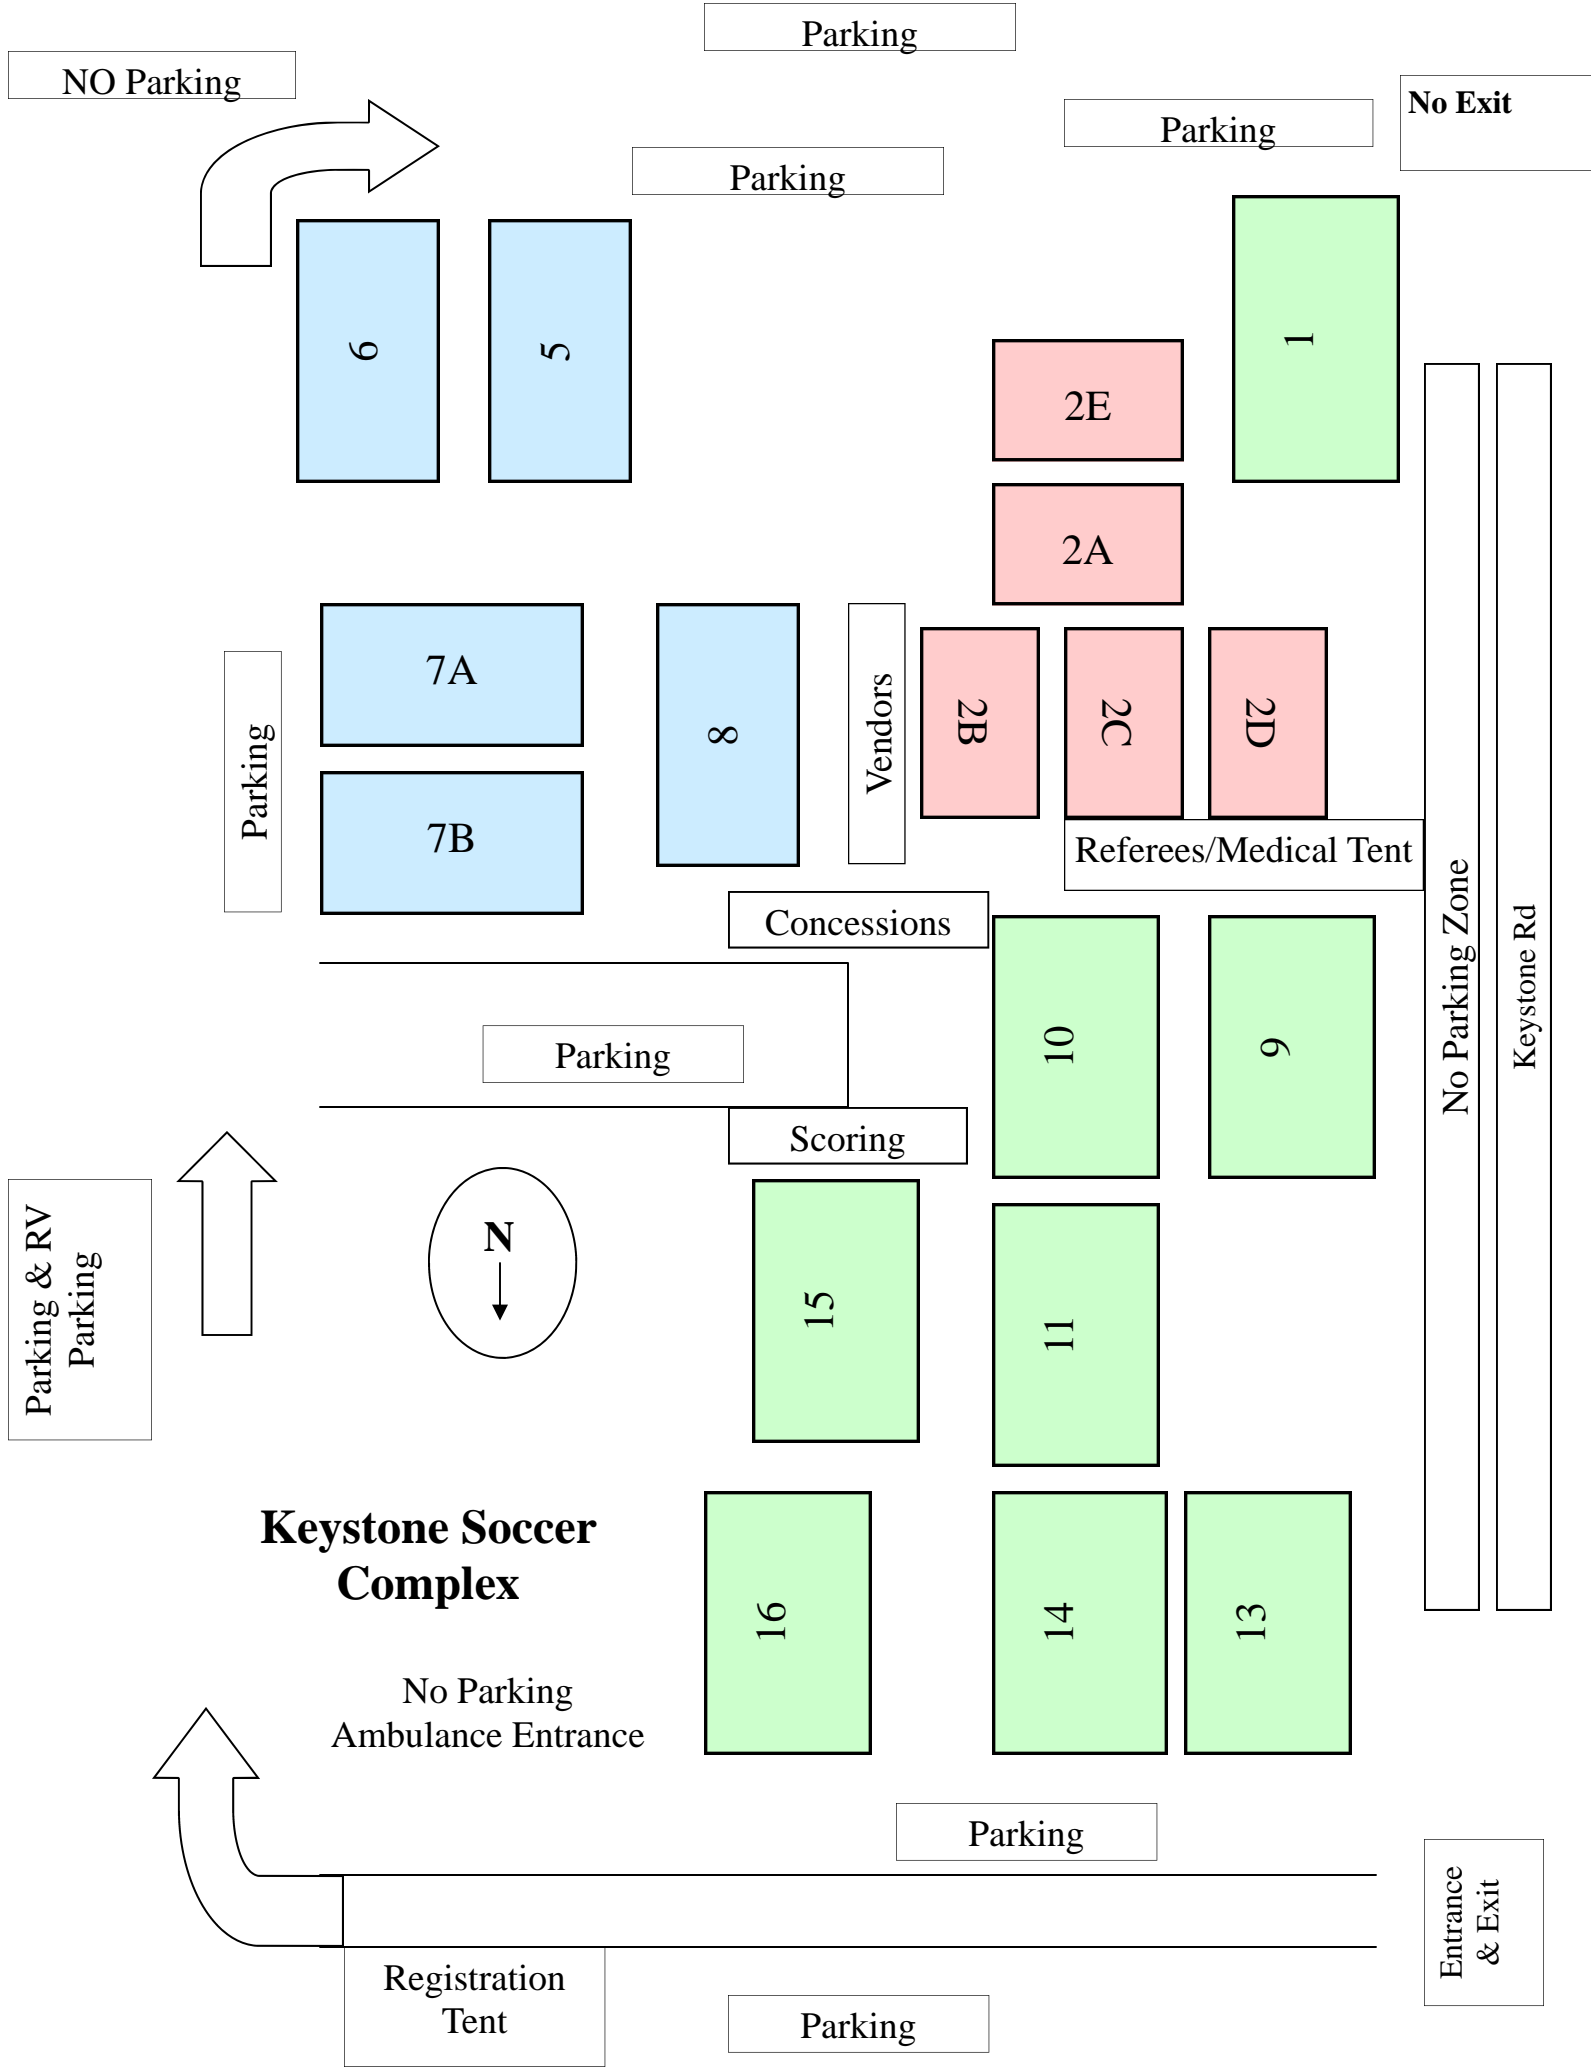 Parking
NO Parking
No Exit
Parking
Parking
6
5
1
2E
2A
7A
8
Vendors
2B
2C
2D
Parking
7B
Referees/Medical Tent
Concessions
No Parking Zone
Keystone Rd
Parking
10
9
Scoring
Parking & RV
Parking
N
15
11
Keystone Soccer
Complex
16
14
13
No Parking
Ambulance Entrance
Parking
Entrance
& Exit
Registration
Tent
Parking